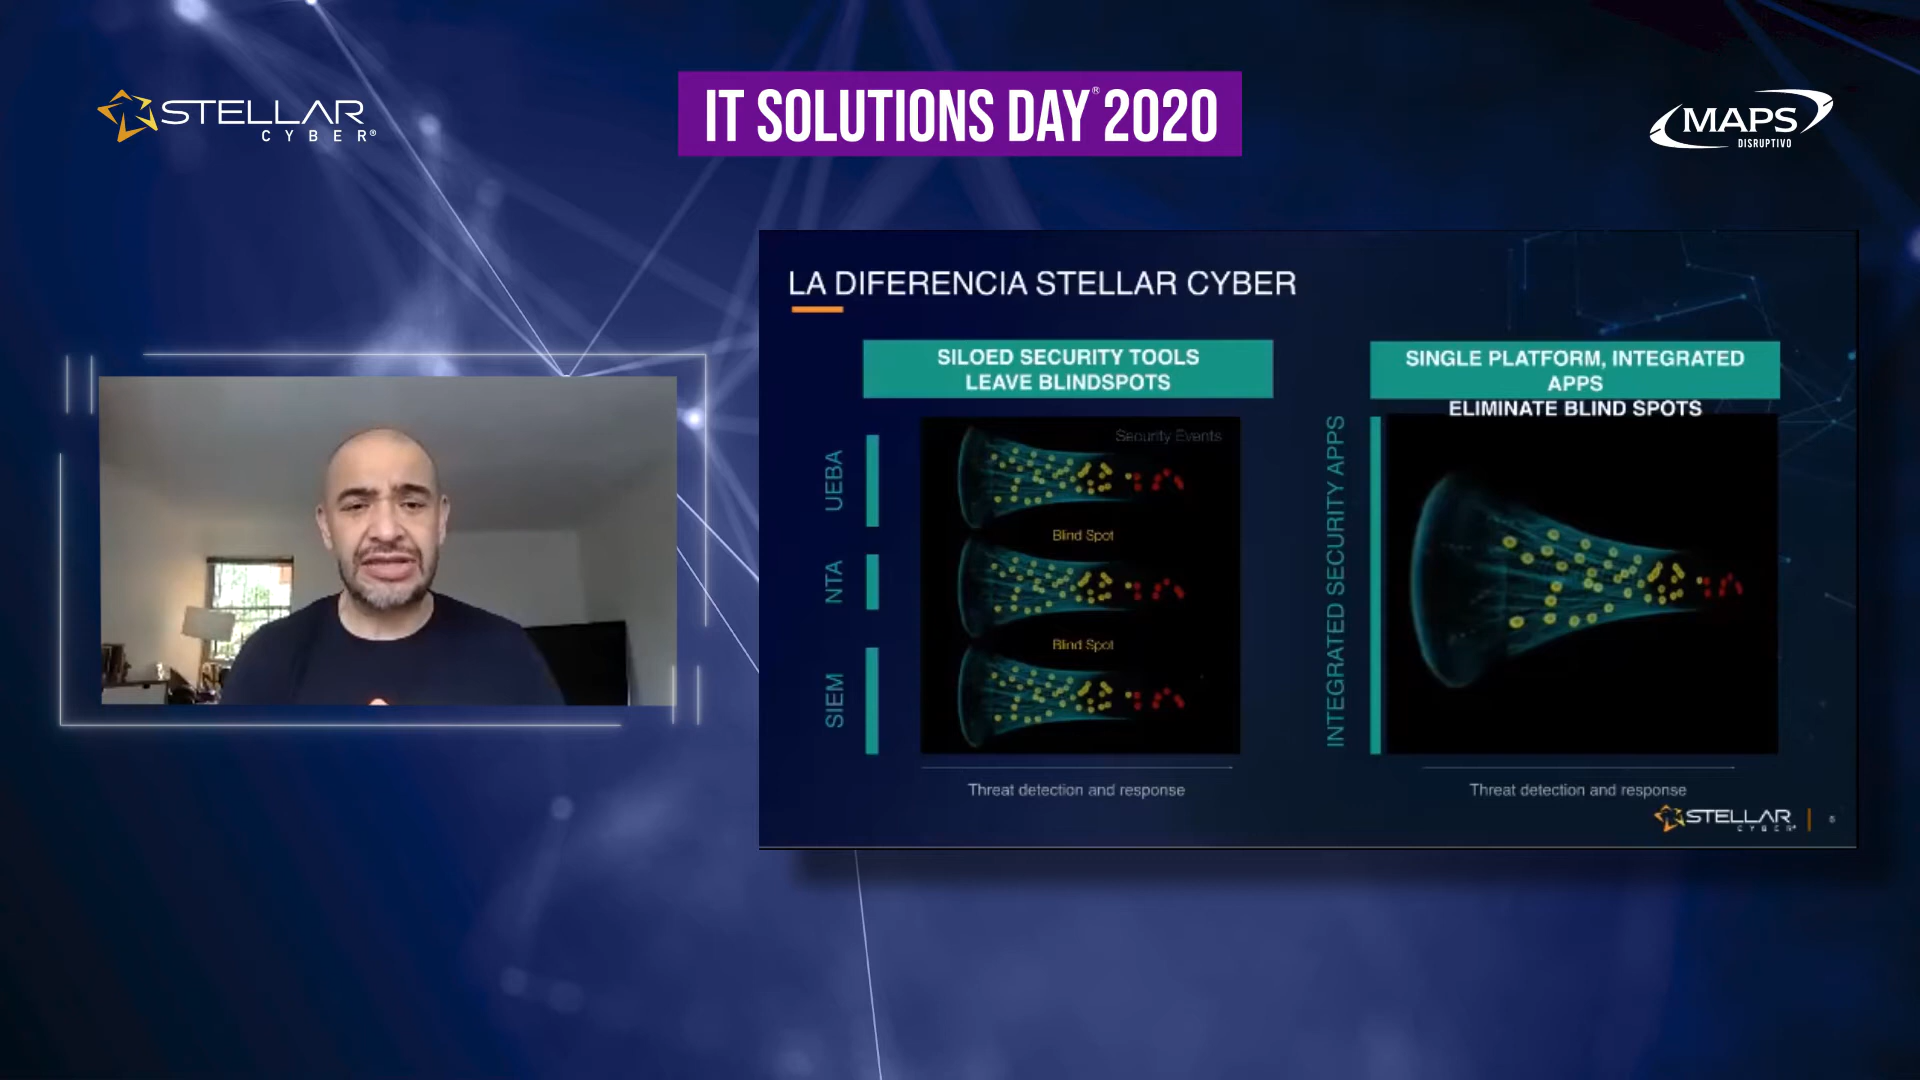 STELLAR
CYBER®
IT SOLUTIONS DAY® 2020
MAPS
DISRUPTIVO
LA DIFERENCIA STELLAR CYBER
SILOED SECURITY TOOLS
LEAVE BLINDSPOTS
UEBA
NTA
SIEM
Security Events
Blind Spot
Blind Spot
Threat detection and response
SINGLE PLATFORM, INTEGRATED
APPS
ELIMINATE BLIND SPOTS
INTEGRATED SECURITY APPS
Threat detection and response
STELLAR
CYBER®